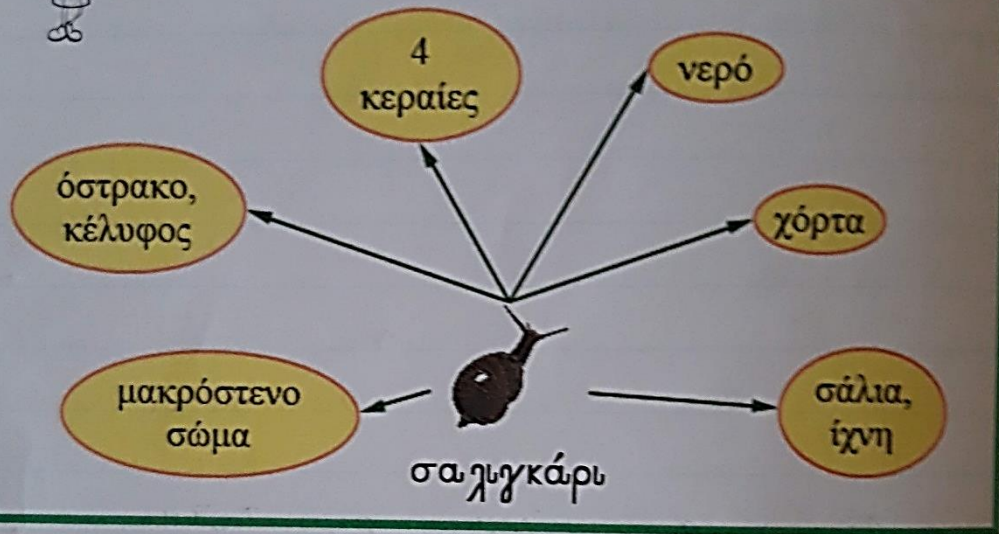 4
κεραίες
νερό
όστρακο,
κέλυφος
χόρτα
μακρόστενο
σώμα
σάλια,
ίχνη
σαλιγκάρι